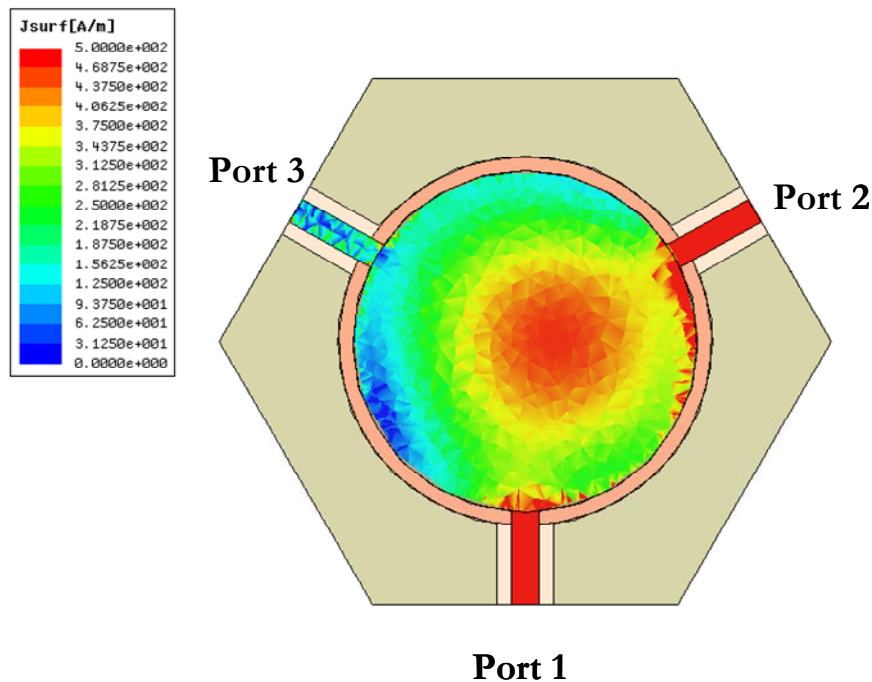 Jsurf[A/m]
5.0000e+002
4.6875e+002
4.3750e+002
4.0625e+002
3.7500e+002
3.4375e+002
3.1250e+002
2.8125e+002
2.5000e+002
2.1875e+002
1.8750e+002
1.5625e+002
1.2500e+002
9.3750e+001
6.2500e+001
3.1250e+001
0.0000e+000
Port 3
Port 2
Port 1